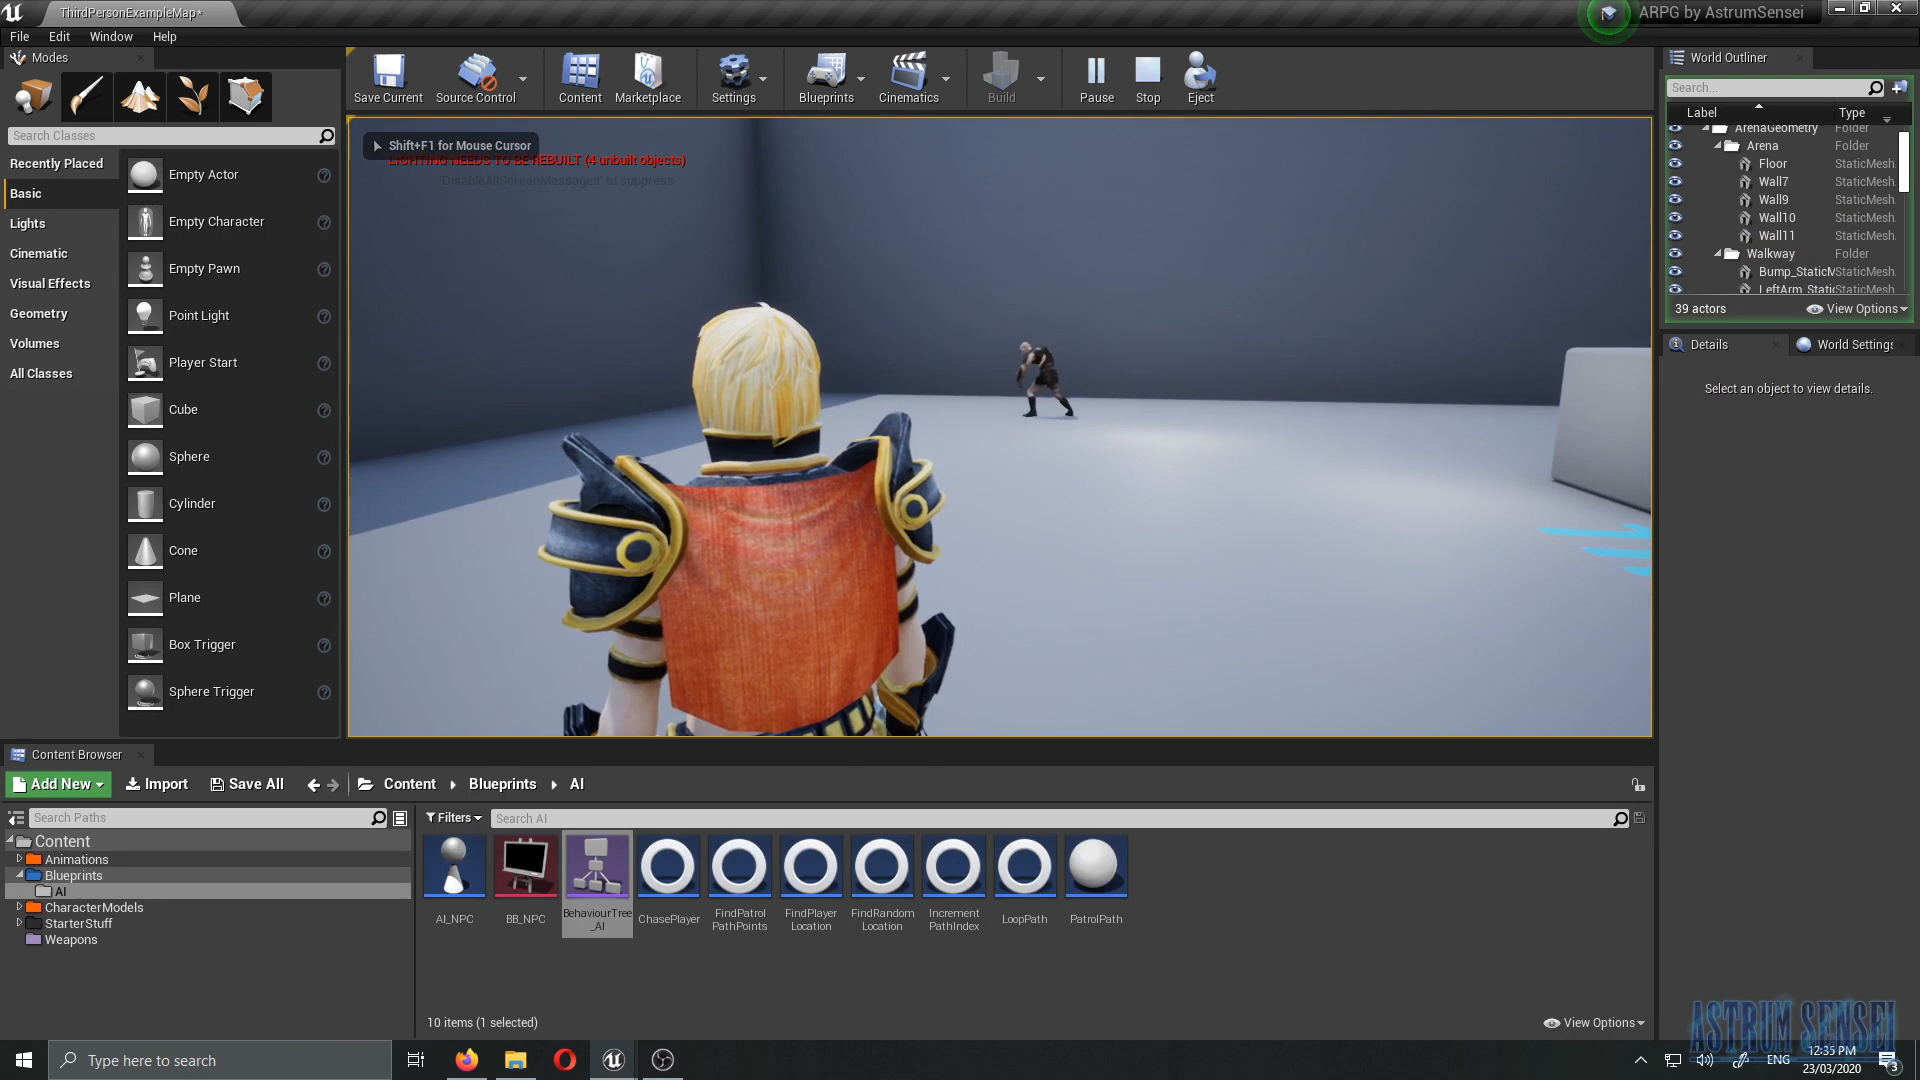 ThirdPersonExampleMap*
ARPG by AstrumSensei
File Edit Window Help
Modes
Search Classes
Recently Placed
Basic
Lights
Cinematic
Visual Effects
Geometry
Volumes
All Classes
Empty Actor
Empty Character
Empty Pawn
Point Light
Player Start
Cube
Sphere
Cylinder
Cone
Plane
Box Trigger
Sphere Trigger
Save Current
Source Control
Content
Marketplace
Settings
Blueprints
Cinematics
Build
Pause
Stop
Eject
Shift+F1 for Mouse Cursor
LIGHTING NEEDS TO BE REBUILT (4 unbuilt objects)
'DisableAllScreenMessages' to suppress
World Outliner
Search...
Label Type
ArenaGeometry Folder
Arena Folder
Floor StaticMesh
Wall7 StaticMesh
Wall9 StaticMesh
Wall10 StaticMesh
Wall11 StaticMesh
Walkway Folder
Bump_StaticM StaticMesh
LeftArm_Static StaticMesh
39 actors View Options
Details World Settings
Select an object to view details.
Content Browser
Add New Import Save All Content Blueprints AI
Search Paths
Content
Animations
Blueprints
AI
CharacterModels
StarterStuff
Weapons
Filters
Search AI
AI_NPC
BB_NPC
BehaviourTree
_AI
ChasePlayer
FindPatrol
PathPoints
FindPlayer
Location
FindRandom
Location
Increment
PathIndex
LoopPath
PatrolPath
10 items (1 selected)
View Options
ASTRUM SENSEI
Type here to search
ENG
12:35 PM
23/03/2020
3